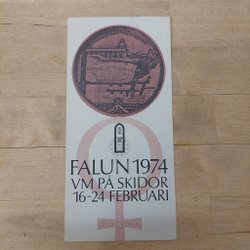 FALUN 1974
VM PÅ SKIDOR
16-24 FEBRUARI